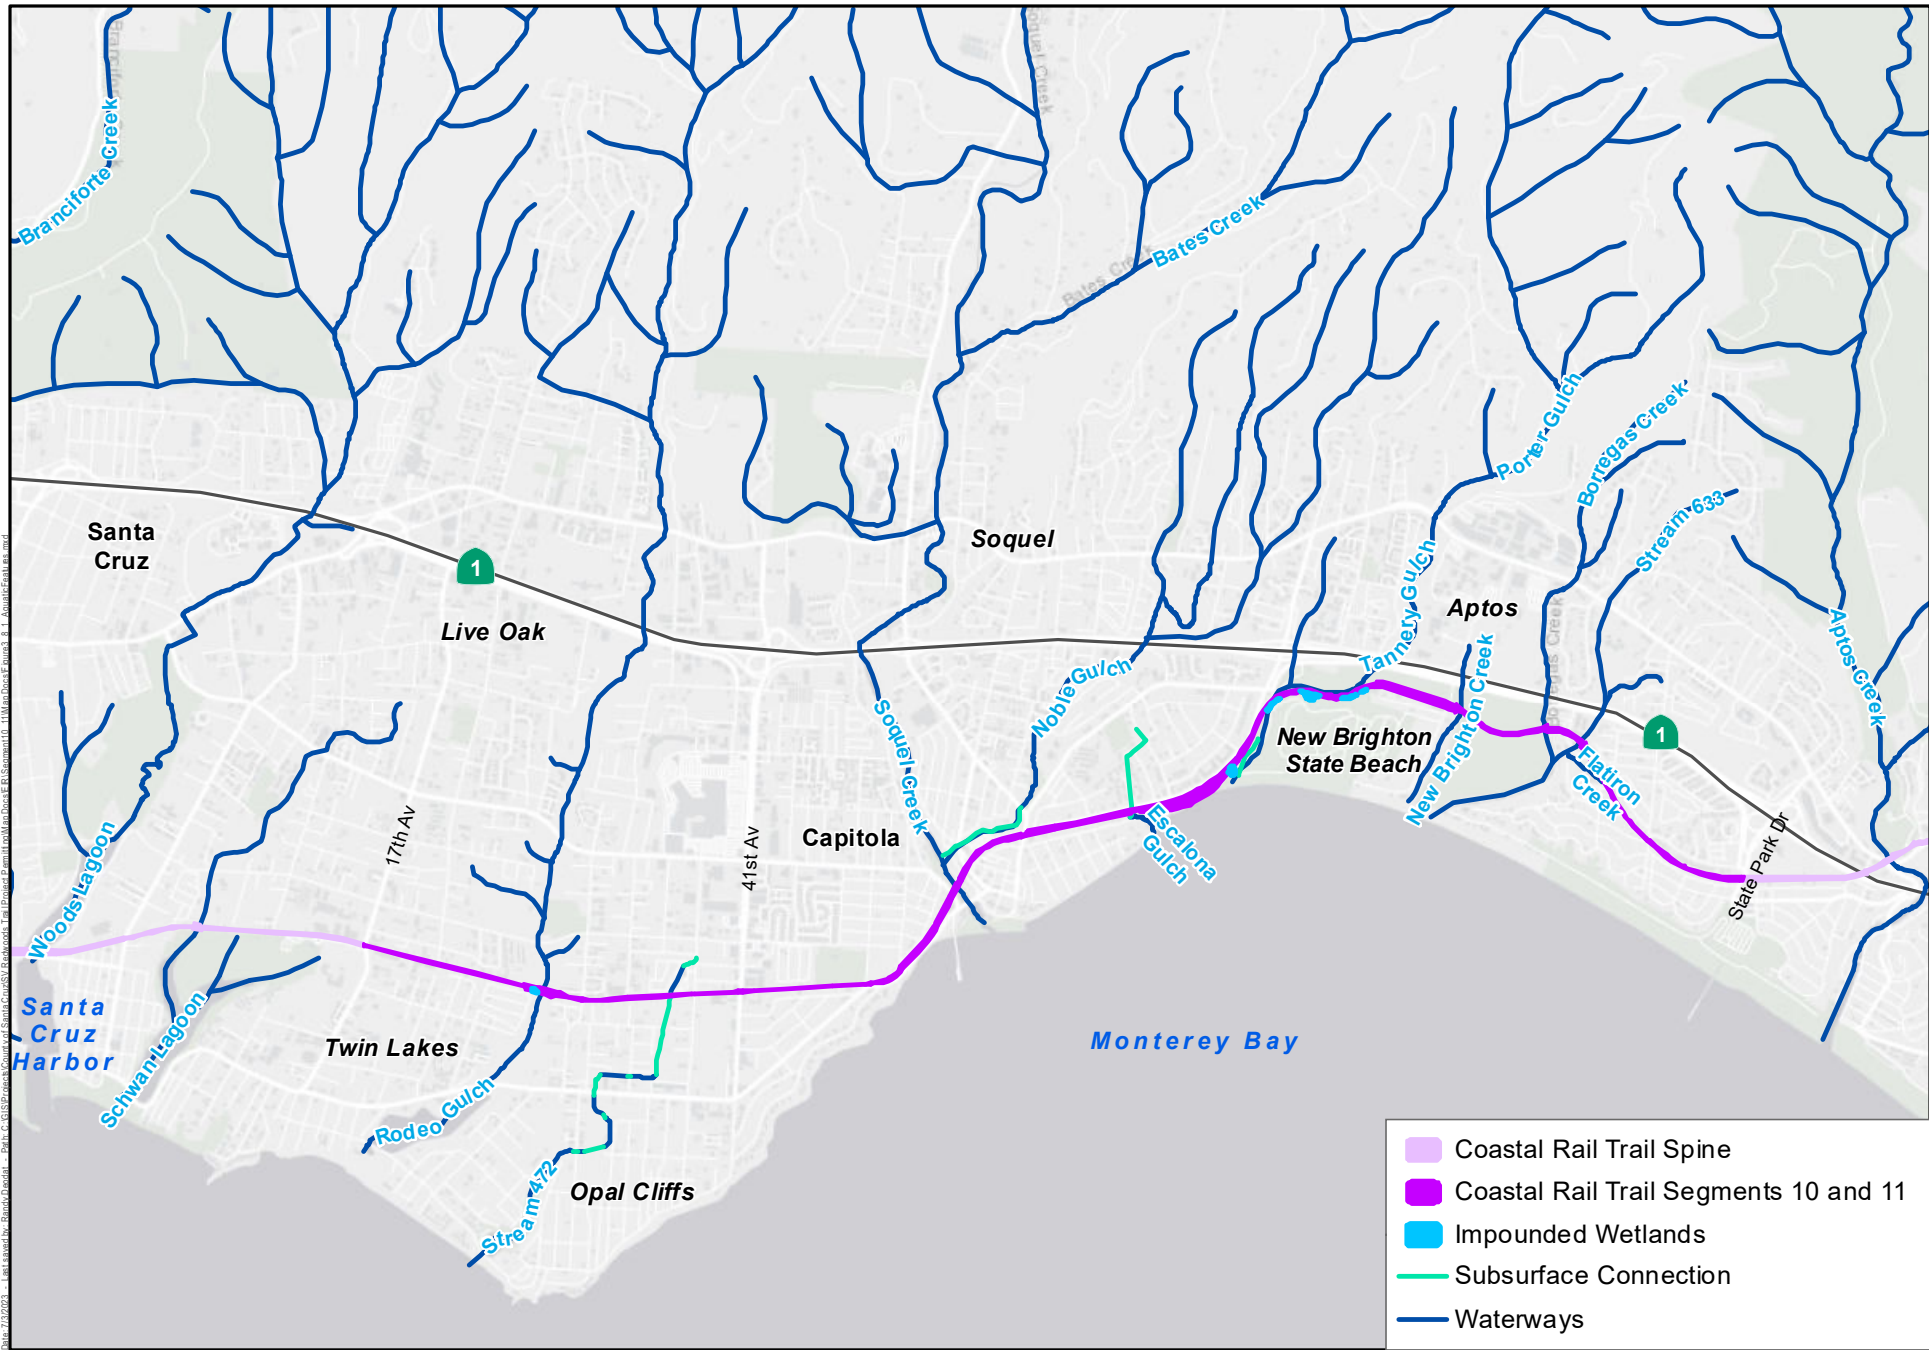 Branciforte Creek
Soquel Creek
Bates Creek
Bates Creek
Porter Gulch
Borregas Creek
Stream 633
Santa
Cruz
1
Live Oak
Soquel
Tannery Gulch
Aptos
Aptos Creek
Noble Gulch
Soquel Creek
New Brighton
State Beach
New Brighton Creek
1
Flatiron
Creek
Escalona
Gulch
Capitola
17th Av
41st Av
State Park Dr
Woods Lagoon
Santa
Cruz
Harbor
Schwan Lagoon
Twin Lakes
Rodeo Gulch
Stream 472
Opal Cliffs
Monterey Bay
Coastal Rail Trail Spine
Coastal Rail Trail Segments 10 and 11
Impounded Wetlands
Subsurface Connection
Waterways